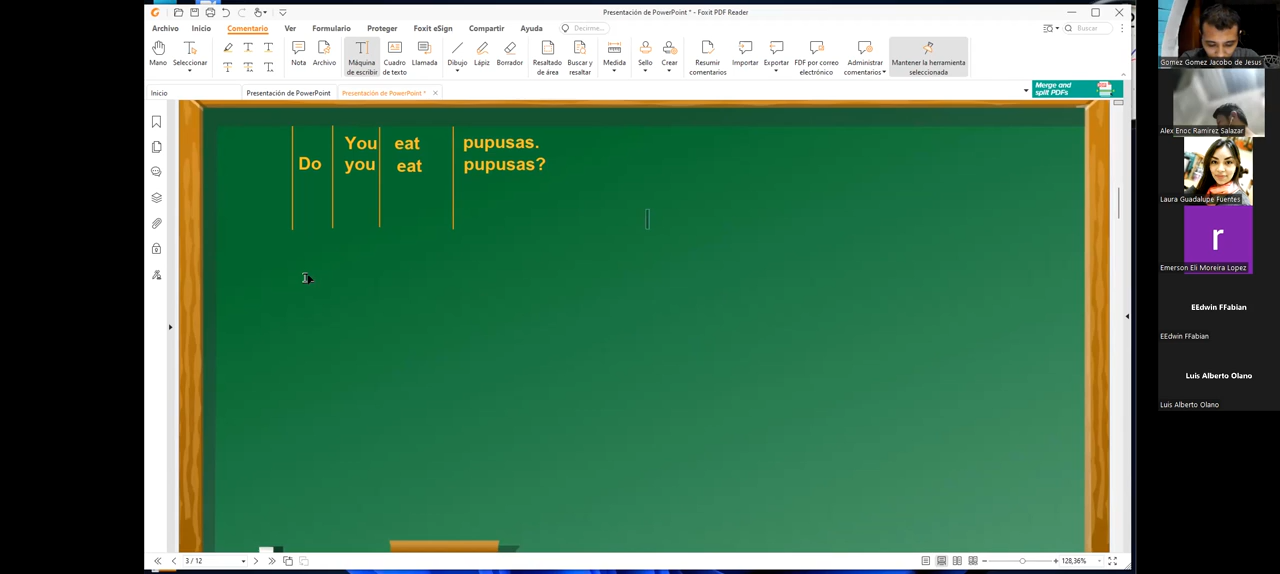 Presentación de PowerPoint * - Foxit PDF Reader
Archivo Inicio Comentario Ver Formulario Proteger Foxit eSign Compartir Ayuda Decirme... Buscar
Mano Seleccionar Nota Archivo Máquina de escribir Cuadro de texto Llamada Dibujo Lápiz Borrador Resultado de área Buscar y resaltar Medida Sello Crear Resumir comentarios Importar Exportar FDF por correo electrónico Administrar comentarios Mantener la herramienta seleccionada
Inicio Presentación de PowerPoint Presentación de PowerPoint * Merge and split PDFs
You eat pupusas.
Do you eat pupusas?
3 / 12 128,36%
Gomez Gomez Jacobo de Jesus
Alex Enoc Ramirez Salazar
Laura Guadalupe Fuentes
r
Emerson Eli Moreira Lopez
EEdwin FFabian
EEdwin FFabian
Luis Alberto Olano
Luis Alberto Olano